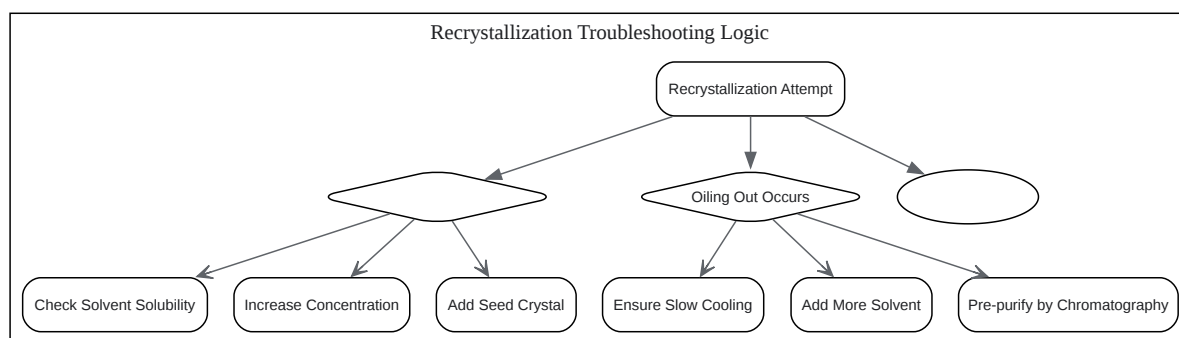 Recrystallization Troubleshooting Logic
Recrystallization Attempt
Oiling Out Occurs
Check Solvent Solubility
Increase Concentration
Add Seed Crystal
Ensure Slow Cooling
Add More Solvent
Pre-purify by Chromatography